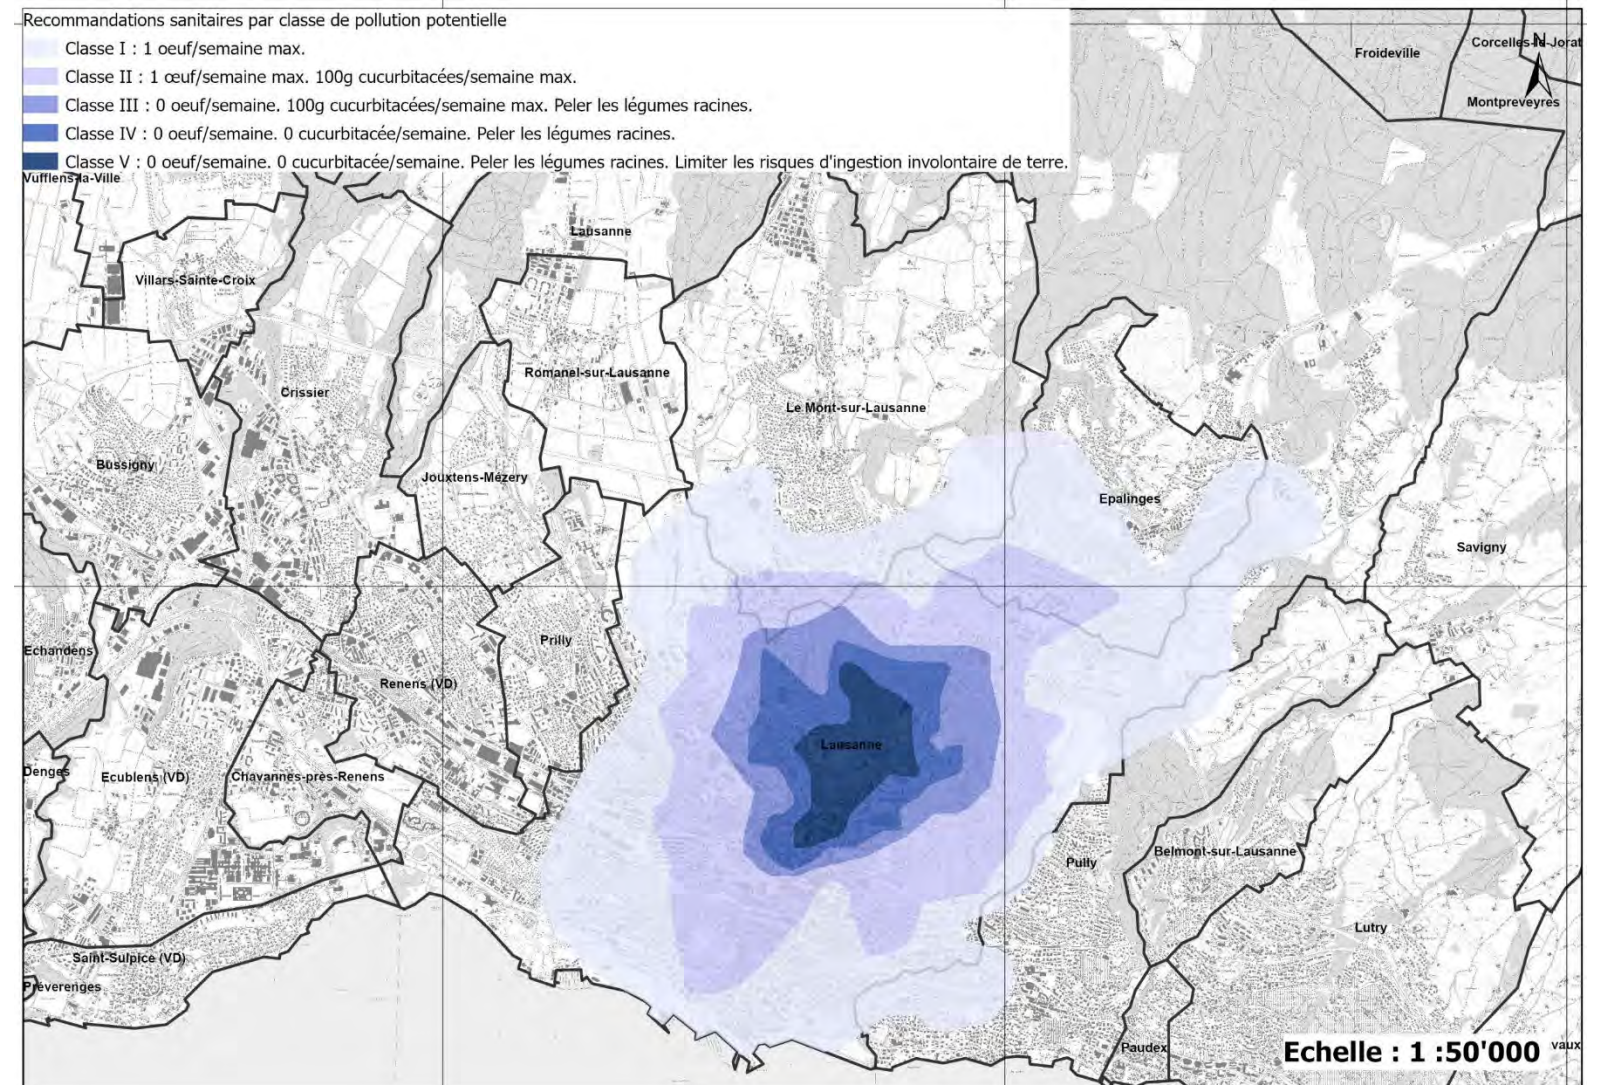 Recommandations sanitaires par classe de pollution potentielle
Classe I : 1 oeuf/semaine max.
Classe II : 1 œuf/semaine max. 100g cucurbitacées/semaine max.
Classe III : 0 oeuf/semaine. 100g cucurbitacées/semaine max. Peler les légumes racines.
Classe IV : 0 oeuf/semaine. 0 cucurbitacée/semaine. Peler les légumes racines.
Classe V : 0 oeuf/semaine. 0 cucurbitacée/semaine. Peler les légumes racines. Limiter les risques d'ingestion involontaire de terre.
N
Corcelles-le-Jorat
Froideville
Montpreveyres
Vufflens-la-Ville
Lausanne
Villars-Sainte-Croix
Romanel-sur-Lausanne
Crissier
Le Mont-sur-Lausanne
Bussigny
Jouxtens-Mézery
Epalinges
Savigny
Prilly
Echandens
Renens (VD)
Lausanne
Denges
Ecublens (VD)
Chavannes-près-Renens
Belmont-sur-Lausanne
Pully
Lutry
Saint-Sulpice (VD)
Préverenges
Paudex
Echelle : 1 :50'000
vaux